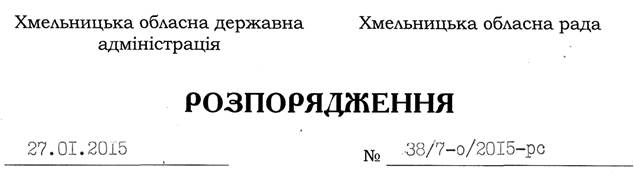 Хмельницька обласна державна
адміністрація
Хмельницька обласна рада
РОЗПОРЯДЖЕННЯ
27.01.2015
№ 38/7-о/2015-рс